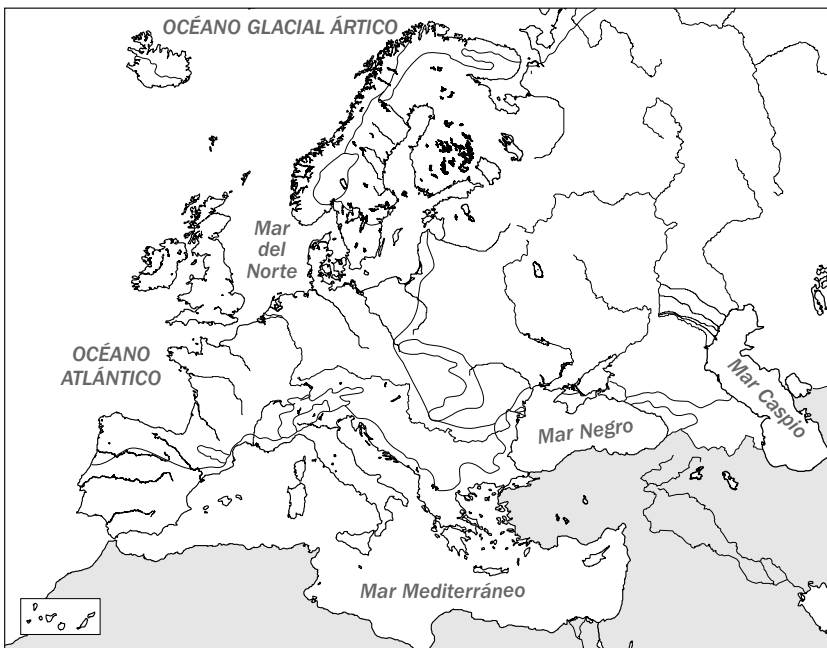 OCÉANO GLACIAL ÁRTICO
Mar
del
Norte
OCÉANO
ATLÁNTICO
Mar Caspio
Mar Negro
Mar Mediterráneo